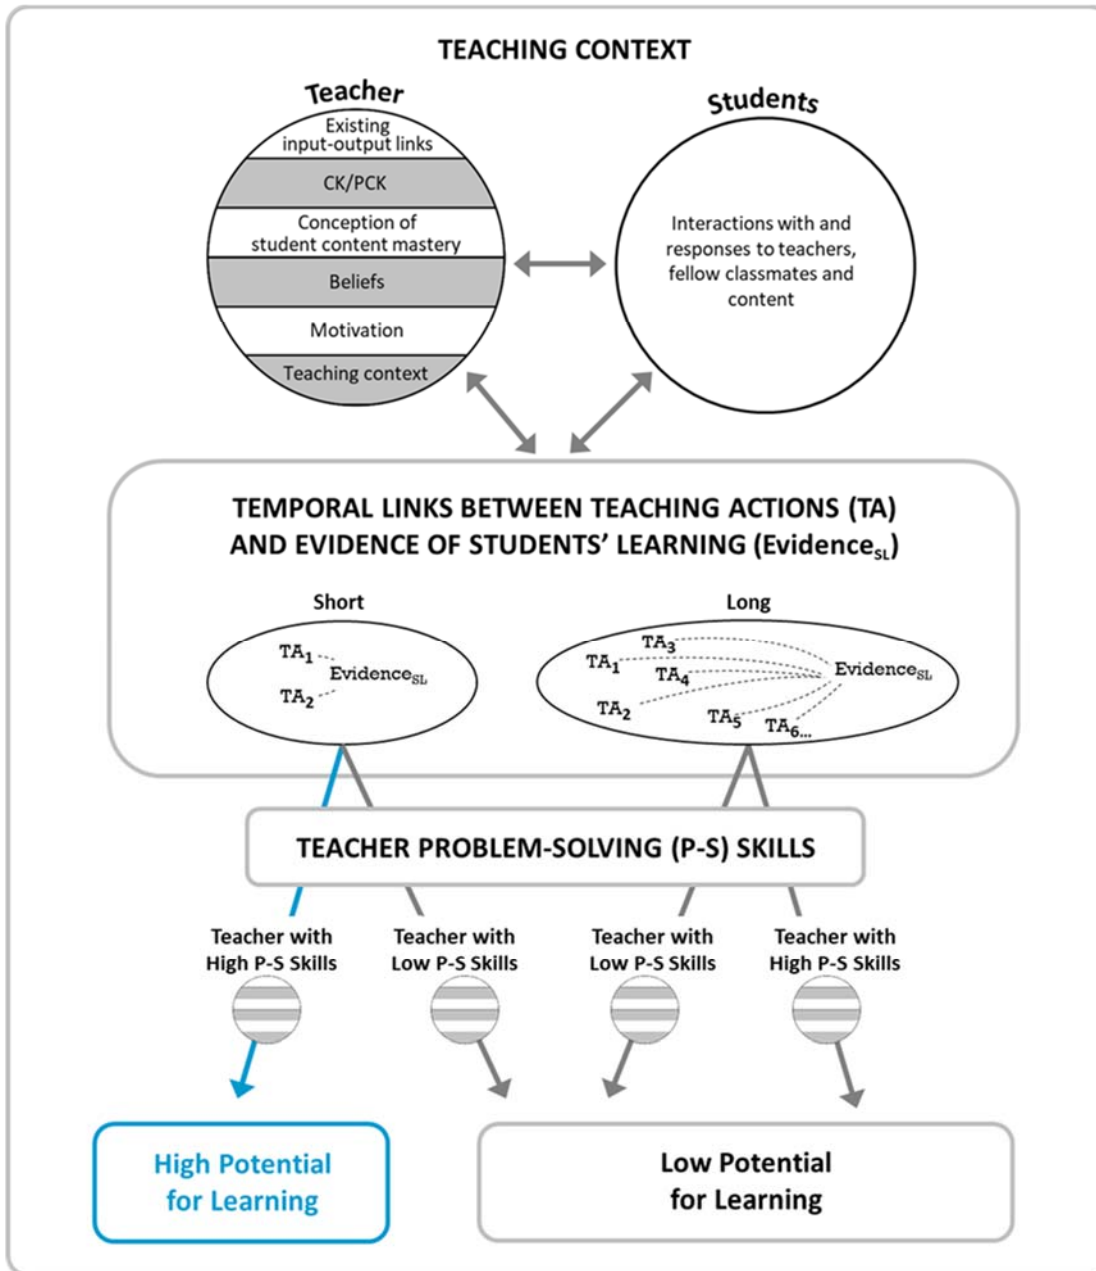 TEACHING CONTEXT
Teacher
Existing
input-output links
CK/PCK
Conception of
student content mastery
Beliefs
Motivation
Teaching context
Students
Interactions with and
responses to teachers,
fellow classmates and
content
TEMPORAL LINKS BETWEEN TEACHING ACTIONS (TA)
AND EVIDENCE OF STUDENTS’ LEARNING (EvidenceSL)
Short
TA1
EvidenceSL
TA2
Long
TA3
TA1
EvidenceSL
TA4
TA2
TA5
TA6...
TEACHER PROBLEM-SOLVING (P-S) SKILLS
Teacher with
High P-S Skills
Teacher with
Low P-S Skills
Teacher with
Low P-S Skills
Teacher with
High P-S Skills
High Potential
for Learning
Low Potential
for Learning